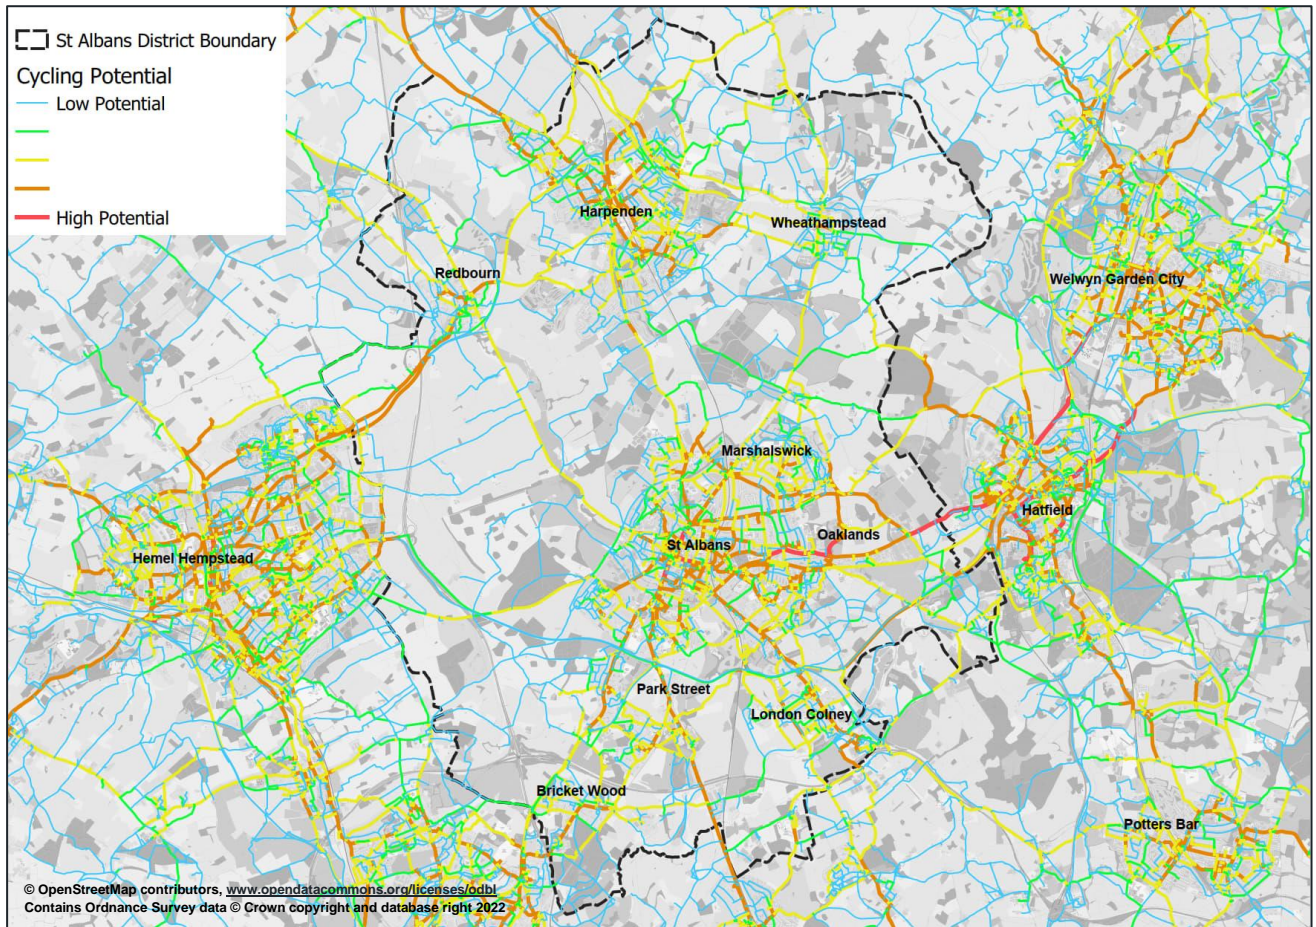 St Albans District Boundary
Cycling Potential
Low Potential
High Potential
Harpenden
Wheathampstead
Redbourn
Welwyn Garden City
Marshalswick
Hatfield
Oaklands
St Albans
Hemel Hempstead
Park Street
London Colney
Bricket Wood
Potters Bar
© OpenStreetMap contributors, www.opendatacommons.org/licenses/odbl
Contains Ordnance Survey data © Crown copyright and database right 2022